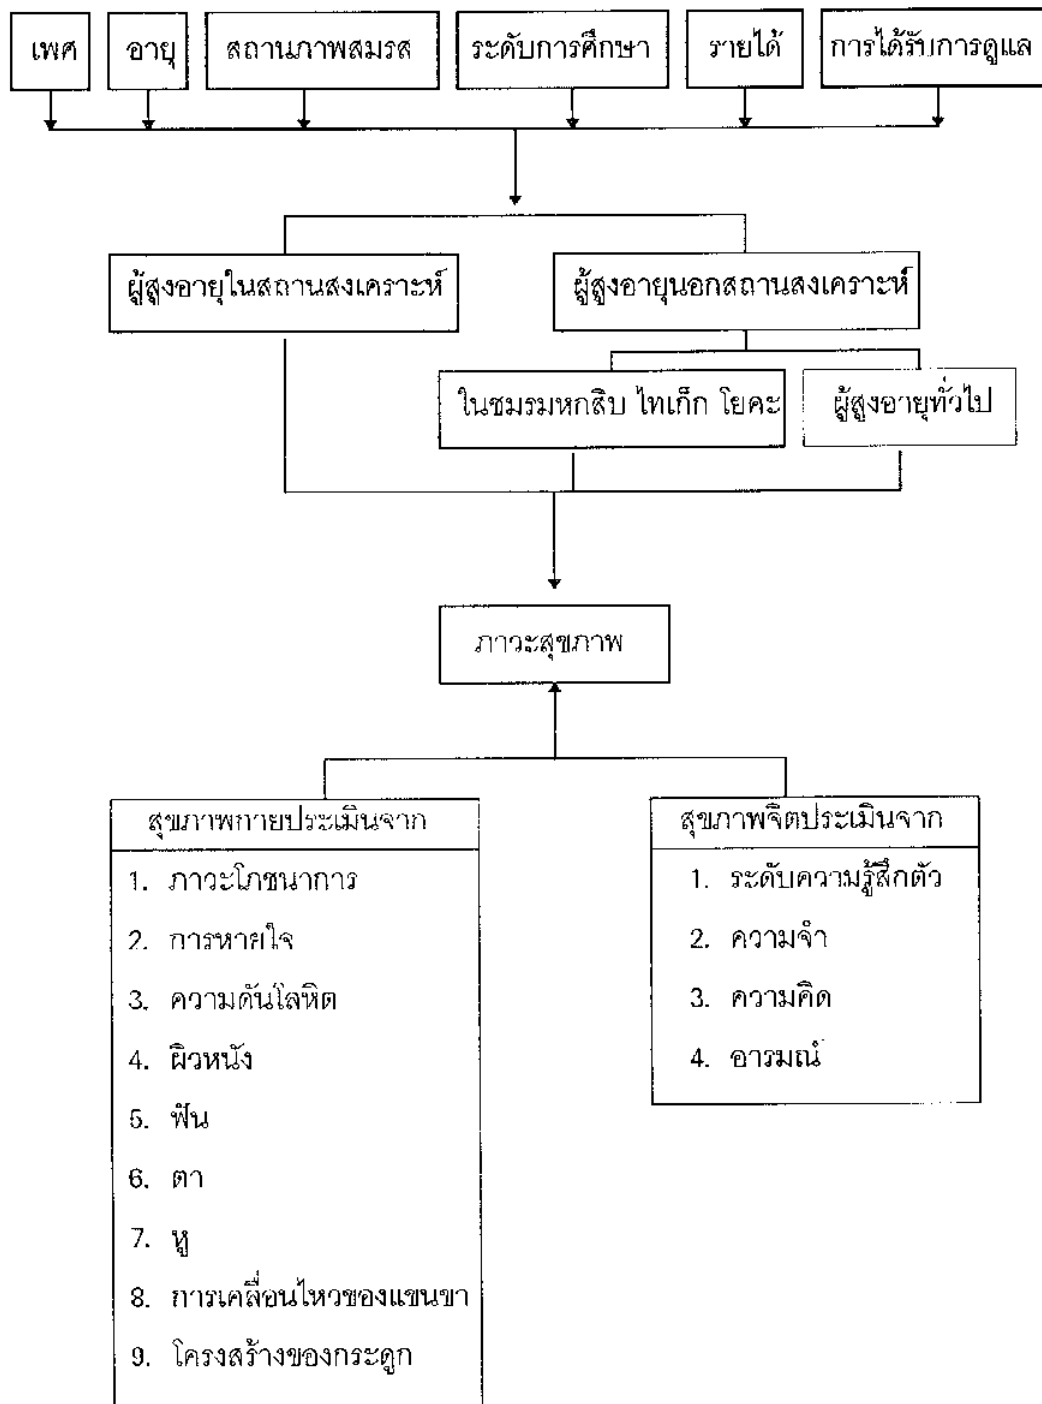 เพศ
อายุ
สถานภาพสมรส
ระดับการศึกษา
รายได้
การได้รับการดูแล
ผู้สูงอายุในสถานสงเคราะห์
ผู้สูงอายุนอกสถานสงเคราะห์
ในชมรมหกสิบ ไทเก็ก โยคะ
ผู้สูงอายุทั่วไป
ภาวะสุขภาพ
สุขภาพกายประเมินจาก
1. ภาวะโภชนาการ
2. การหายใจ
3. ความดันโลหิต
4. ผิวหนัง
5. ฟัน
6. ตา
7. หู
8. การเคลื่อนไหวของแขนขา
9. โครงสร้างของกระดูก
สุขภาพจิตประเมินจาก
1. ระดับความรู้สึกตัว
2. ความจำ
3. ความคิด
4. อารมณ์